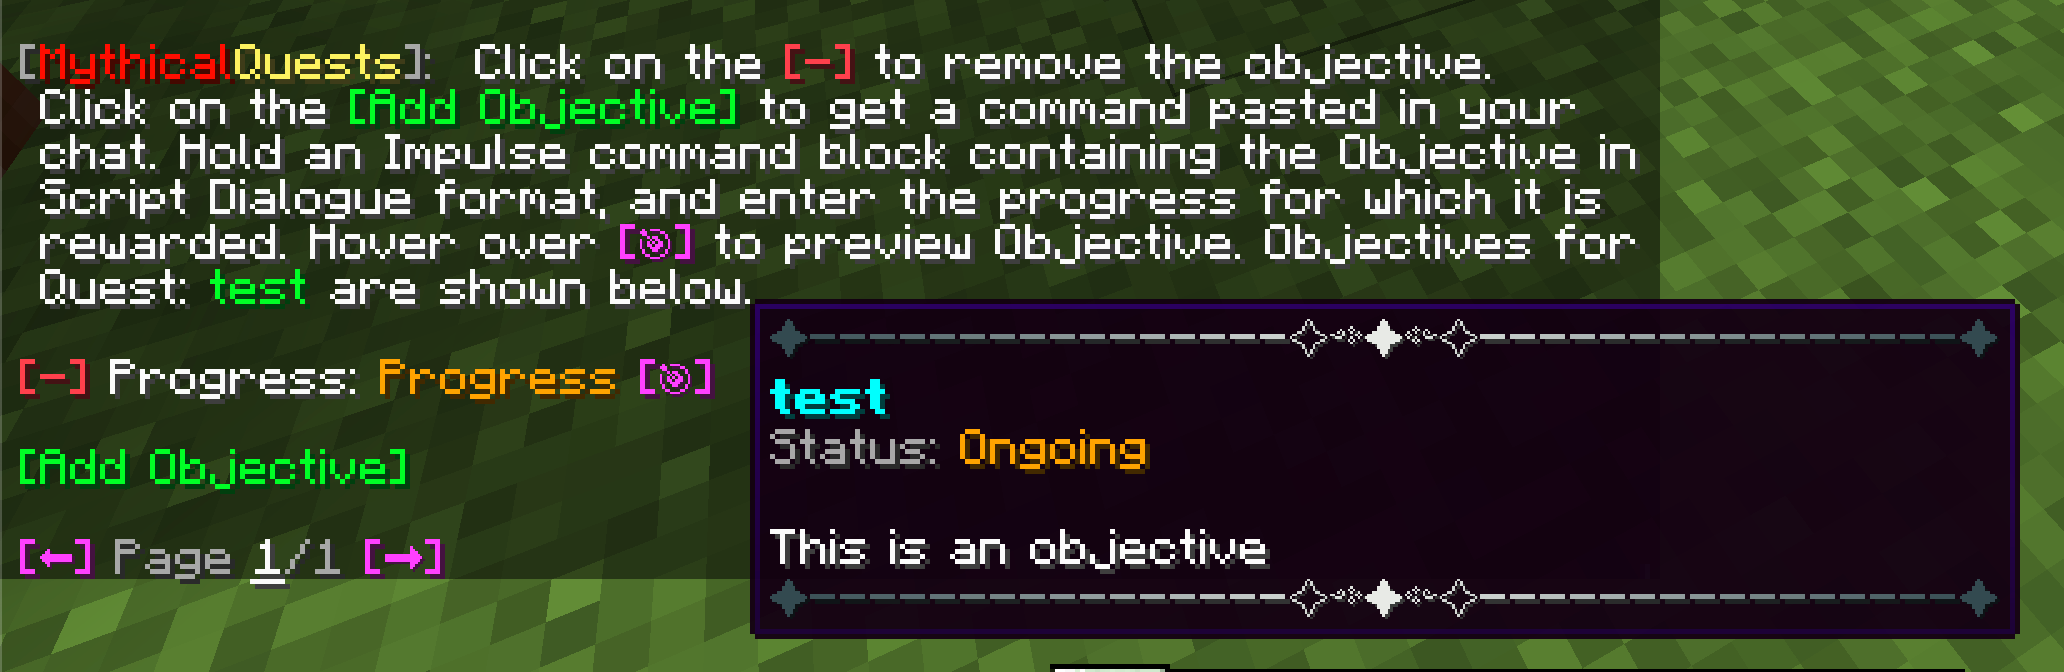 [MythicalQuests]: Click on the [-] to remove the objective.
Click on the [Add Objective] to get a command pasted in your
chat. Hold an Impulse command block containing the Objective in
Script Dialogue format, and enter the progress for which it is
rewarded. Hover over [◎] to preview Objective. Objectives for
Quest: test are shown below.
[-] Progress: Progress [◎]
[Add Objective]
[←] Page 1/1 [→]
test
Status: Ongoing
This is an objective